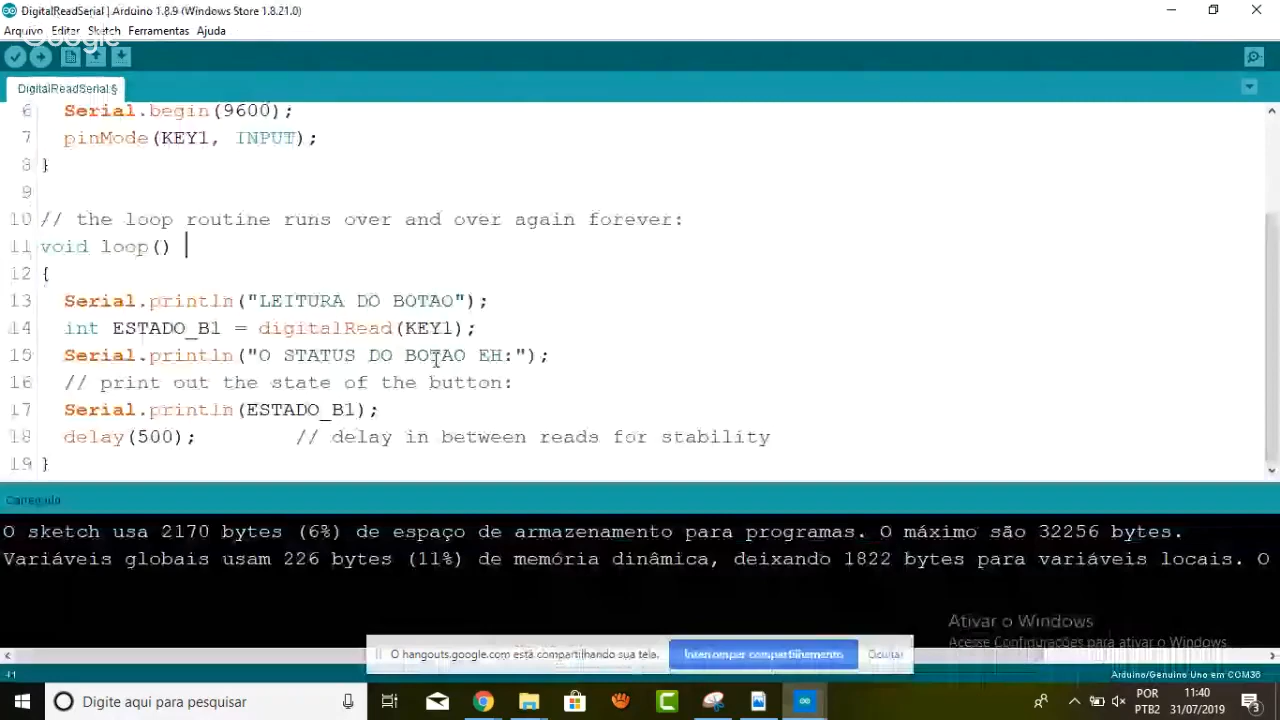 DigitalReadSerial | Arduino 1.8.9 (Windows Store 1.8.21.0)
Arquivo Editar Sketch Ferramentas Ajuda
Google
DigitalReadSerial §
6 Serial.begin(9600);
7 pinMode(KEY1, INPUT);
8 }
9
10 // the loop routine runs over and over again forever:
11 void loop()
12 {
13 Serial.println("LEITURA DO BOTAO");
14 int ESTADO_B1 = digitalRead(KEY1);
15 Serial.println("O STATUS DO BOTAO EH:");
16 // print out the state of the button:
17 Serial.println(ESTADO_B1);
18 delay(500); // delay in between reads for stability
19 }
Carregado
O sketch usa 2170 bytes (6%) de espaço de armazenamento para programas. O máximo são 32256 bytes.
Variáveis globais usam 226 bytes (11%) de memória dinâmica, deixando 1822 bytes para variáveis locais. O
Ativar o Windows
Acesse Configurações para ativar o Windows.
O hangouts.google.com está compartilhando sua tela. Interromper compartilhamento Ocultar
Arduino/Genuino Uno em COM36
Digite aqui para pesquisar
POR
PTB2
11:40
31/07/2019
3